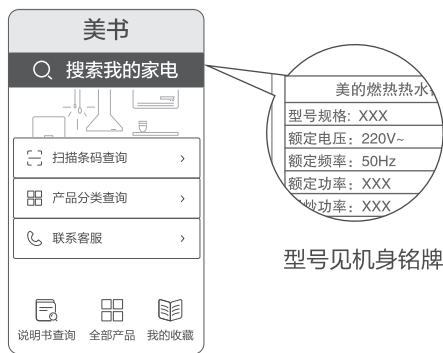 美书
搜索我的家电
扫描条码查询
产品分类查询
联系客服
说明书查询 全部产品 我的收藏
美的燃热热水
型号规格: XXX
额定电压: 220V~
额定频率: 50Hz
额定功率: XXX
功率: XXX
型号见机身铭牌